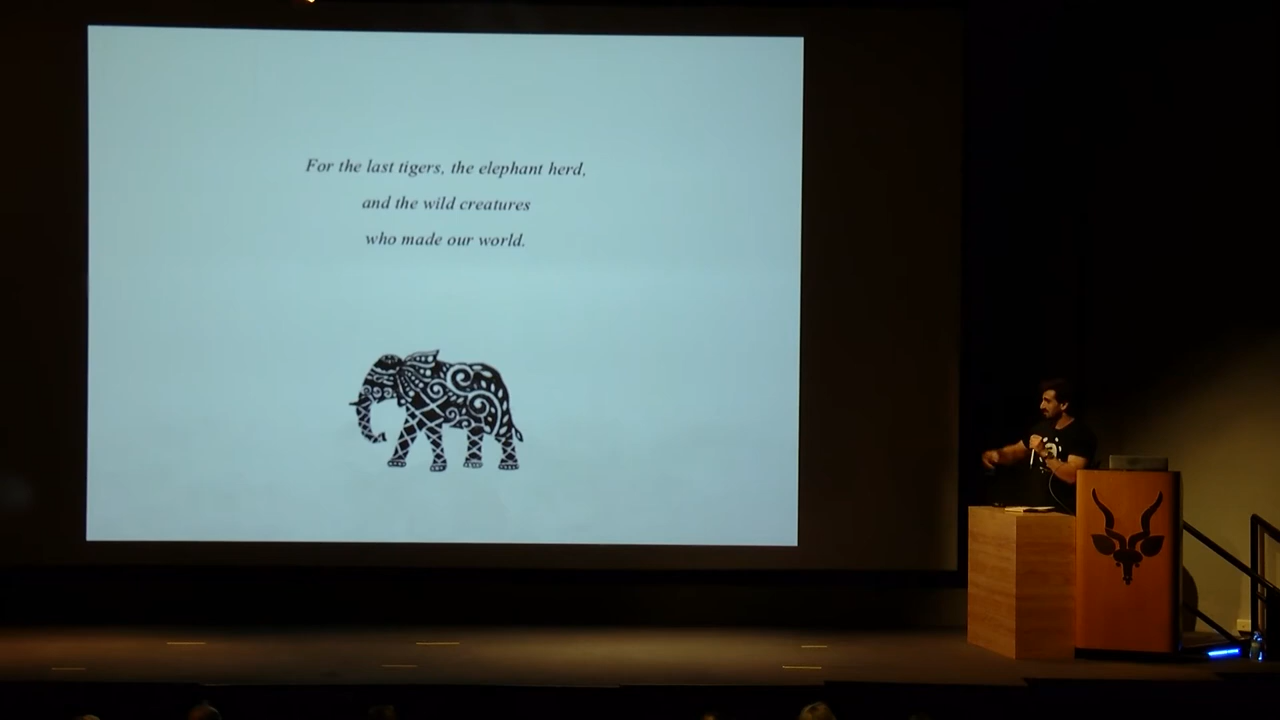 For the last tigers, the elephant herd,
and the wild creatures
who made our world.